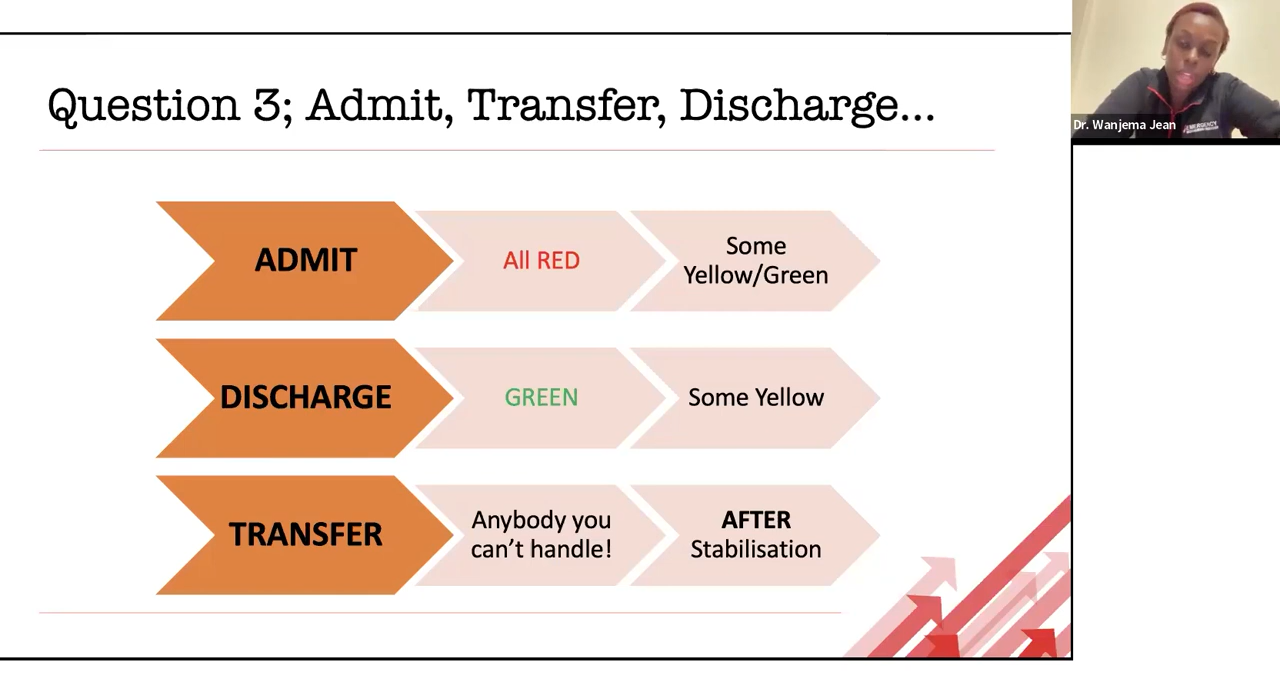 Question 3; Admit, Transfer, Discharge...
Dr. Wanjema Jean
EMERGENCY
ADMIT
All RED
Some
Yellow/Green
DISCHARGE
GREEN
Some Yellow
TRANSFER
Anybody you
can't handle!
AFTER
Stabilisation